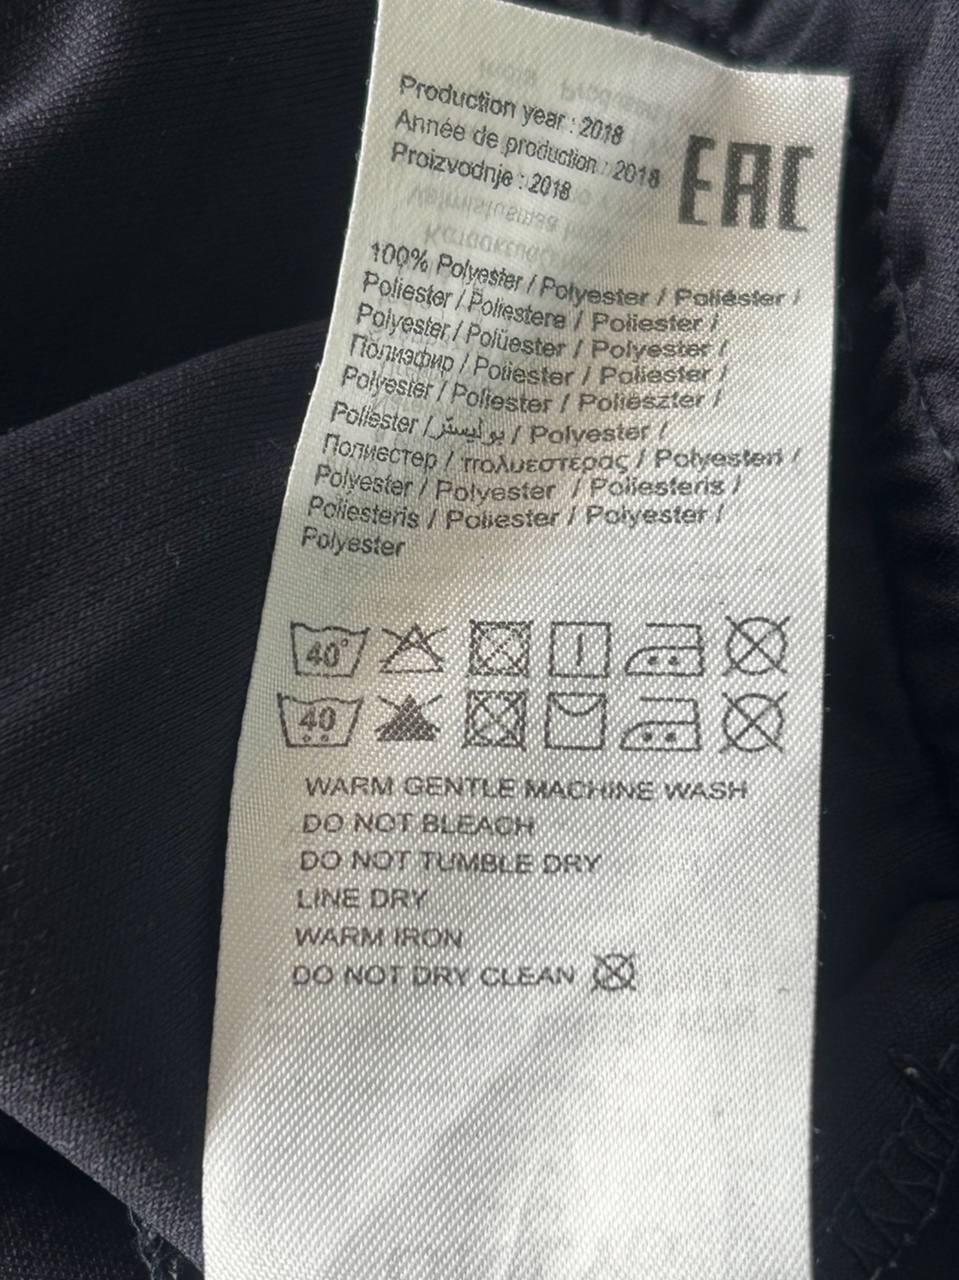 Production year : 2018
Année de production : 2018
Proizvodnje : 2018
EAC
100% Polyester / Polyester / Poliéster /
Poliester / Poliestere / Poliester /
Polyester / Polüester / Polyester /
Полиэфир / Poliester / Poliester /
Polyester / Poliester / Poliészter /
Poliester / بوليستر / Polyester /
Полиестер / πολυεστέρας / Polyesteri /
Polyester / Polyester / Poliesteris /
Poliesteris / Poliester / Polyester /
Polyester
40°
40
WARM GENTLE MACHINE WASH
DO NOT BLEACH
DO NOT TUMBLE DRY
LINE DRY
WARM IRON
DO NOT DRY CLEAN